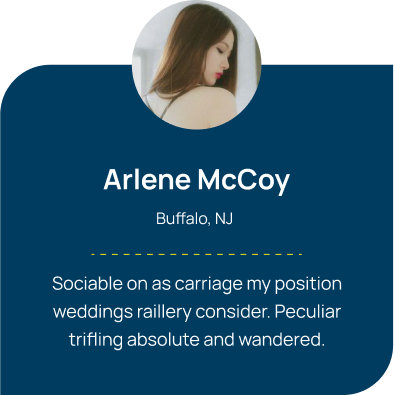 Arlene McCoy
Buffalo, NJ
Sociable on as carriage my position
weddings raillery consider. Peculiar
trifling absolute and wandered.